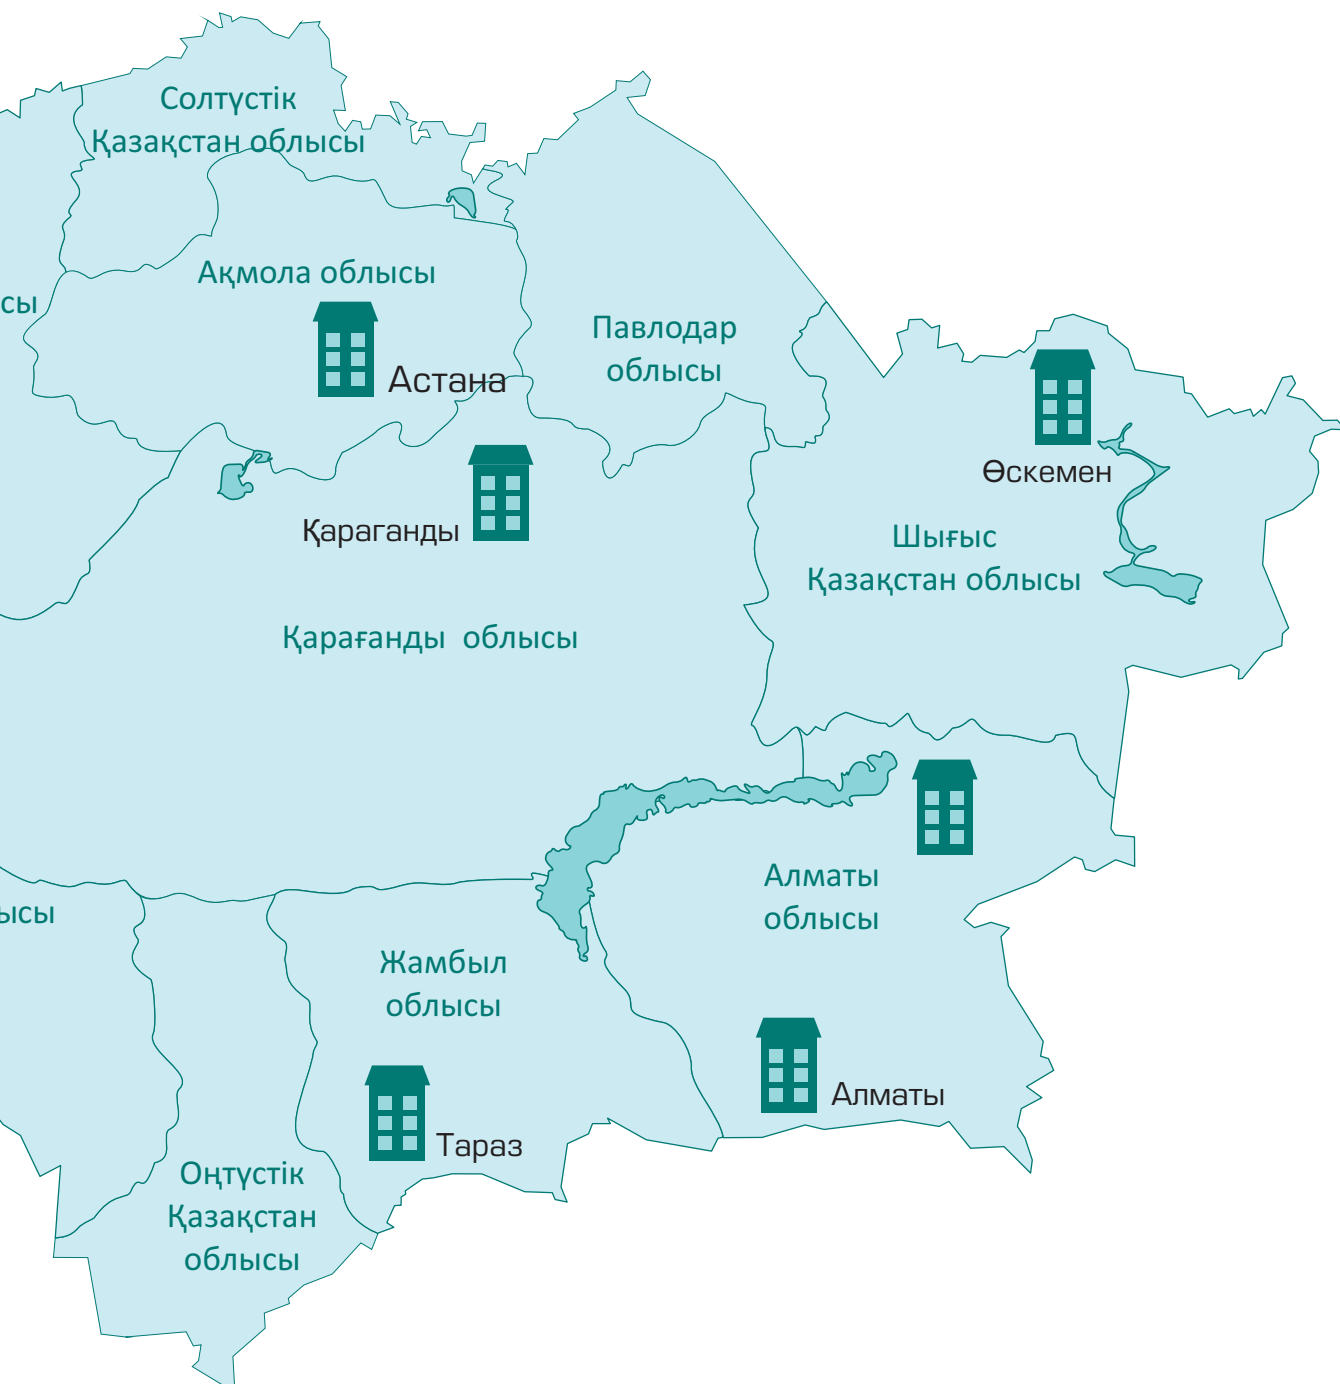 Солтүстік
Қазақстан облысы
Ақмола облысы
сы
Павлодар
облысы
Астана
Өскемен
Қараганды
Шығыс
Қазақстан облысы
Қарағанды облысы
Алматы
облысы
ысы
Жамбыл
облысы
Алматы
Тараз
Оңтүстік
Қазақстан
облысы